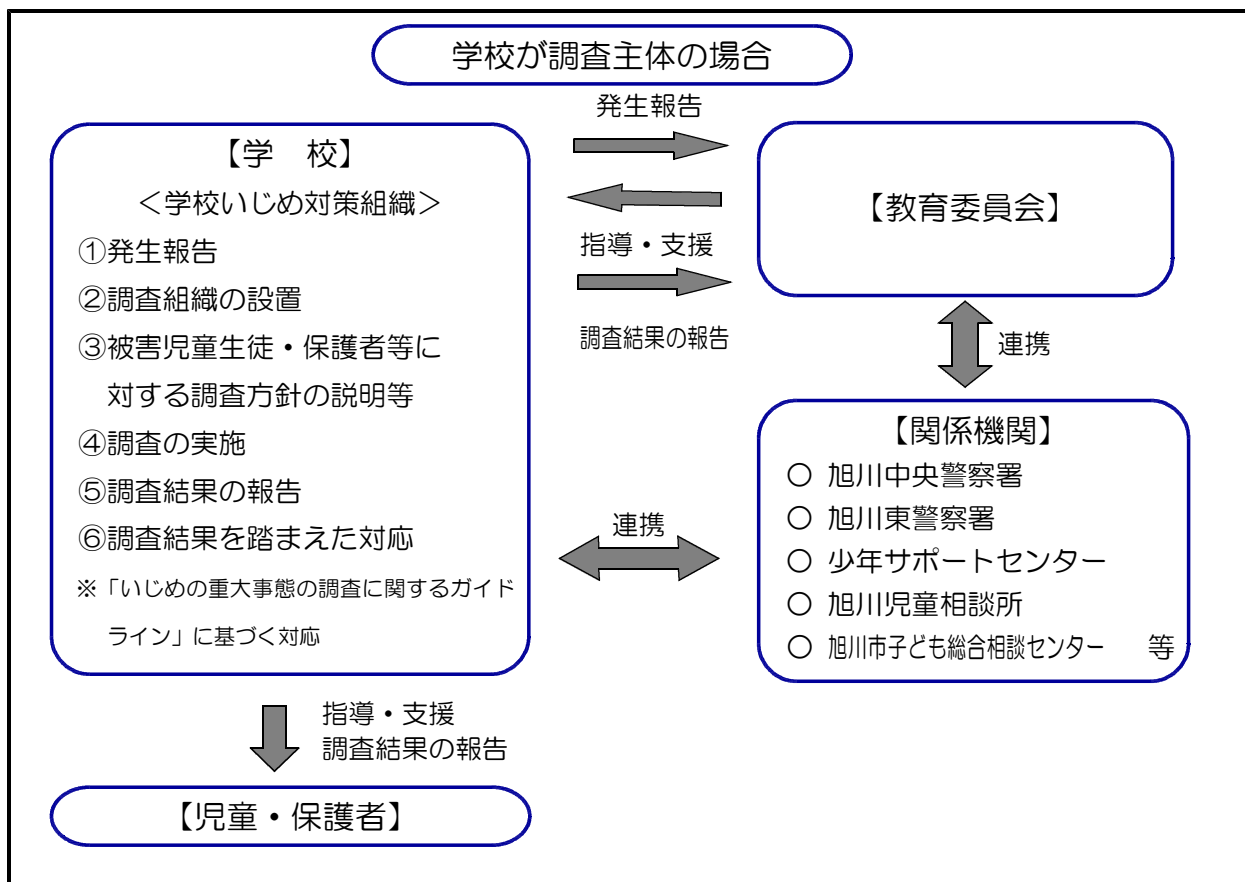 学校が調査主体の場合
発生報告
【学　校】
＜学校いじめ対策組織＞
①発生報告
②調査組織の設置
③被害児童生徒・保護者等に
対する調査方針の説明等
④調査の実施
⑤調査結果の報告
⑥調査結果を踏まえた対応
※「いじめの重大事態の調査に関するガイド
ライン」に基づく対応
指導・支援
調査結果の報告
【教育委員会】
連携
連携
【関係機関】
〇 旭川中央警察署
〇 旭川東警察署
〇 少年サポートセンター
〇 旭川児童相談所
〇 旭川市子ども総合相談センター　等
指導・支援
調査結果の報告
【児童・保護者】